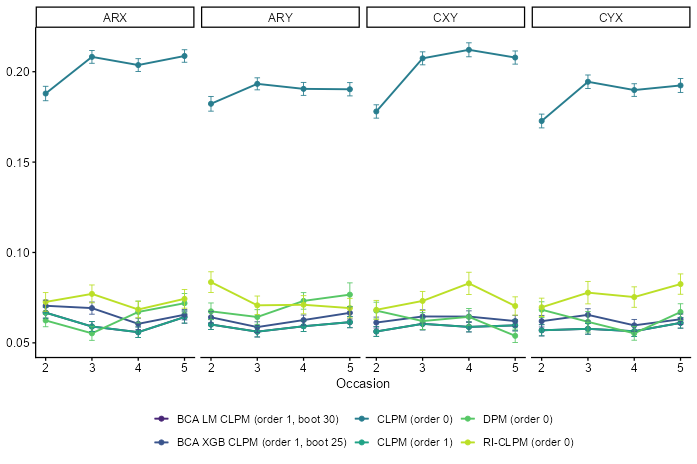 ARX ARY CXY CYX
0.20
0.15
0.10
0.05
2 3 4 5 2 3 4 5 2 3 4 5 2 3 4 5
Occasion
BCA LM CLPM (order 1, boot 30) CLPM (order 0) DPM (order 0)
BCA XGB CLPM (order 1, boot 25) CLPM (order 1) RI-CLPM (order 0)